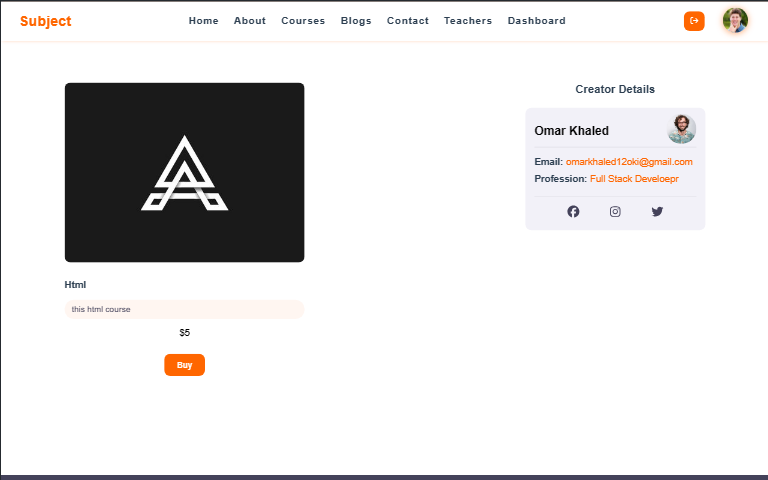 Subject
Home About Courses Blogs Contact Teachers Dashboard
Creator Details
Omar Khaled
Email: omarkhaled12oki@gmail.com
Profession: Full Stack Develoepr
Html
this html course
$5
Buy